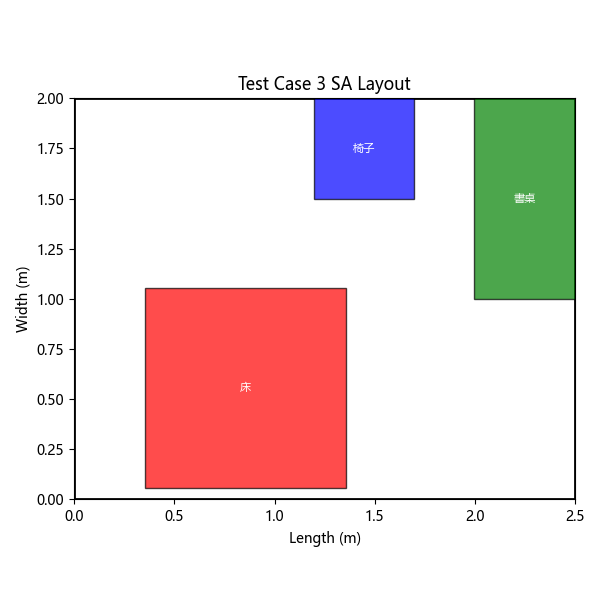 Test Case 3 SA Layout
2.00
1.75
1.50
1.25
1.00
0.75
0.50
0.25
0.00
Width (m)
椅子
書桌
床
0.0
0.5
1.0
1.5
2.0
2.5
Length (m)